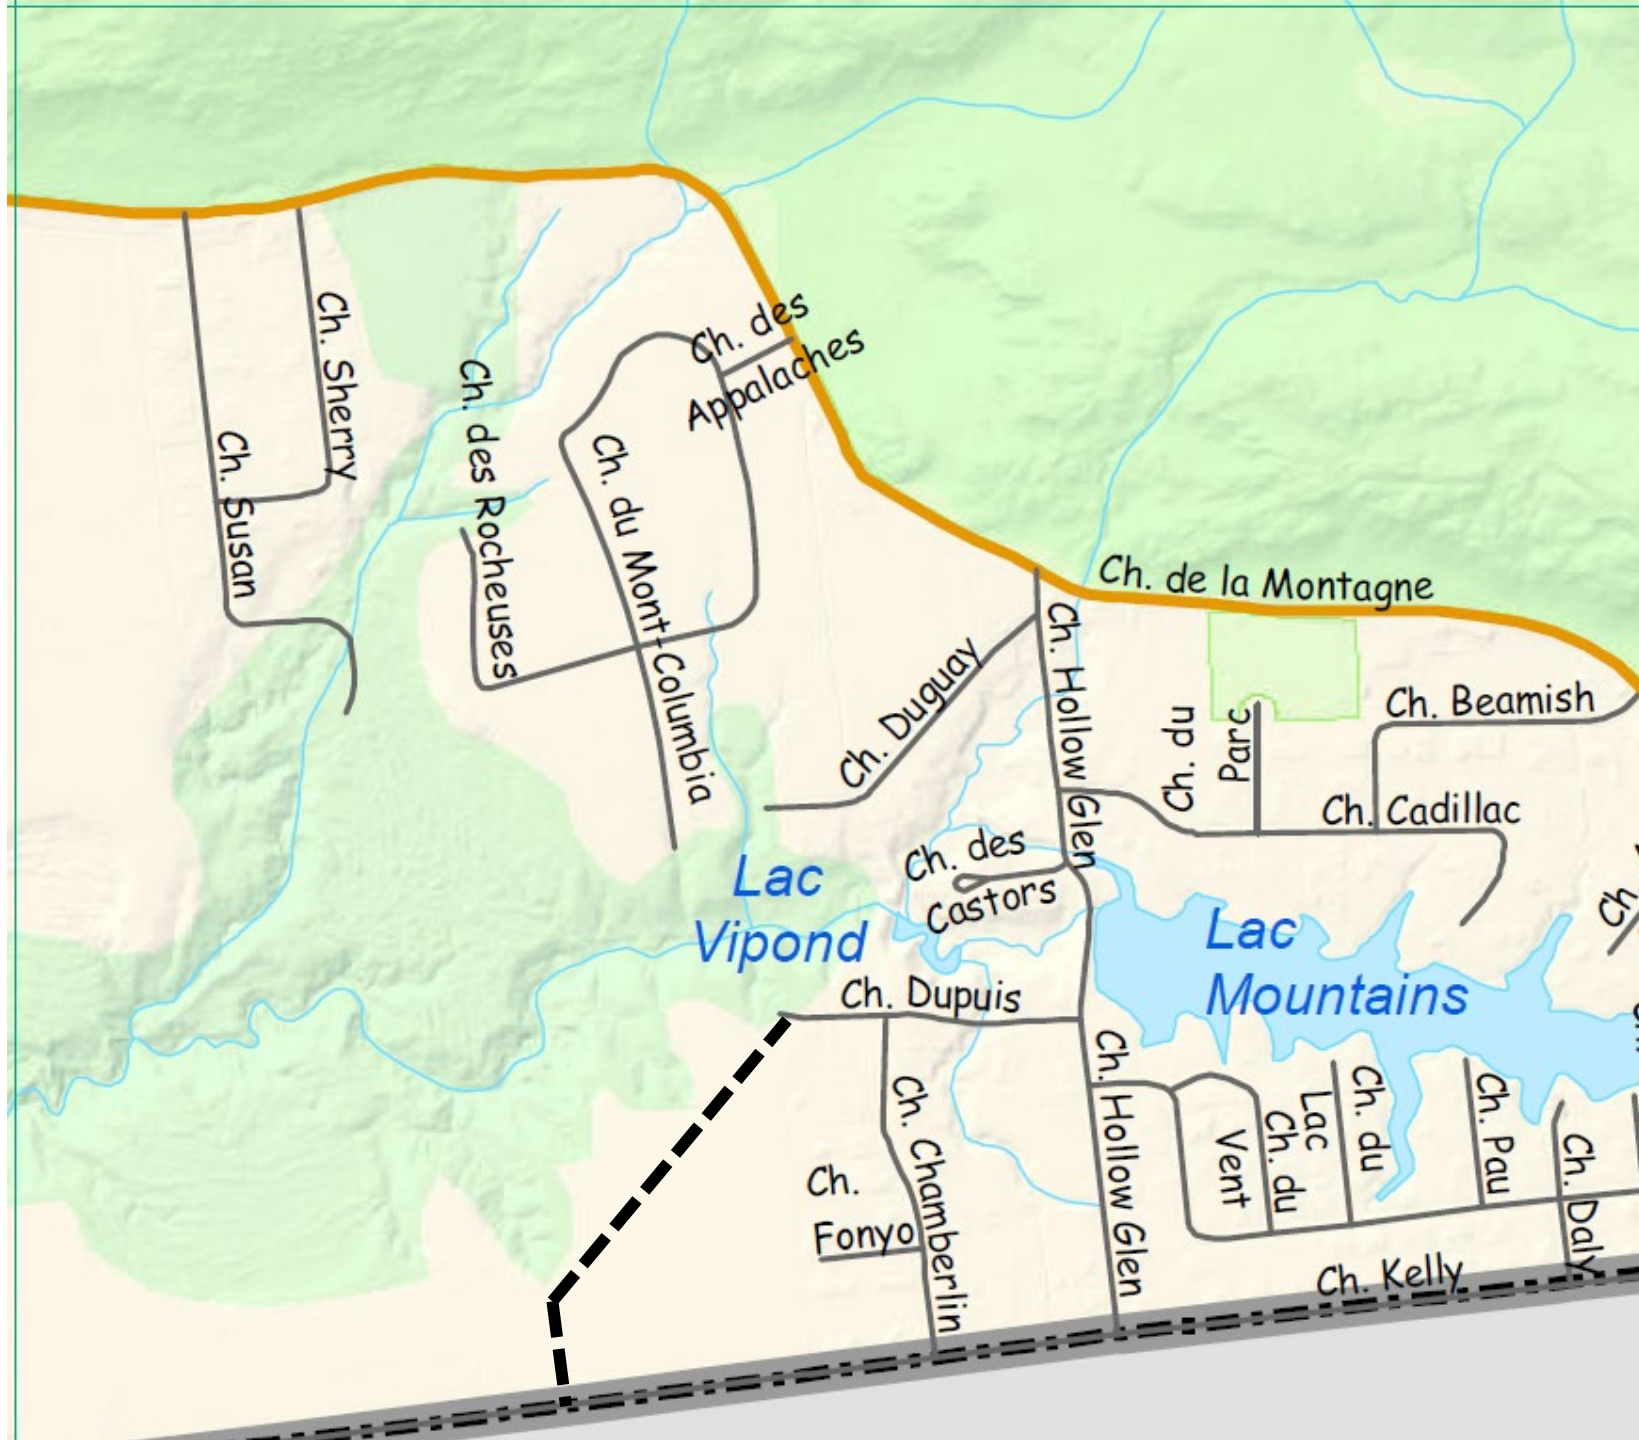 Ch. des
Appalaches
Ch. Sherry
Ch. Susan
Ch. des Rocheuses
Ch. du Mont-Columbia
Ch. de la Montagne
Ch. Duguay
Ch. Hollow Glen
Ch. du
Parc
Ch. Beamish
Ch. Cadillac
Ch. des
Castors
Lac
Vipond
Lac
Mountains
Ch.
Ch. Dupuis
Ch. Hollow Glen
Ch. Chamberlin
Ch.
Fonyo
Ch. du
Vent
Ch. du
Lac
Ch. Pau
Ch. Daly
Ch. Kelly